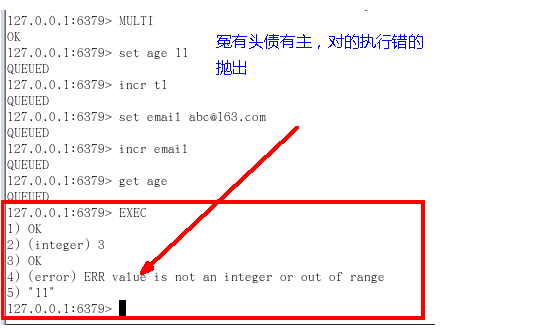 127.0.0.1:6379> MULTI
OK
冤有头债有主，对的执行错的
抛出
127.0.0.1:6379> set age 11
QUEUED
127.0.0.1:6379> incr t1
QUEUED
127.0.0.1:6379> set email abc@163.com
QUEUED
127.0.0.1:6379> incr email
QUEUED
127.0.0.1:6379> get age
QUEUED
127.0.0.1:6379> EXEC
1) OK
2) (integer) 3
3) OK
4) (error) ERR value is not an integer or out of range
5) "11"
127.0.0.1:6379>